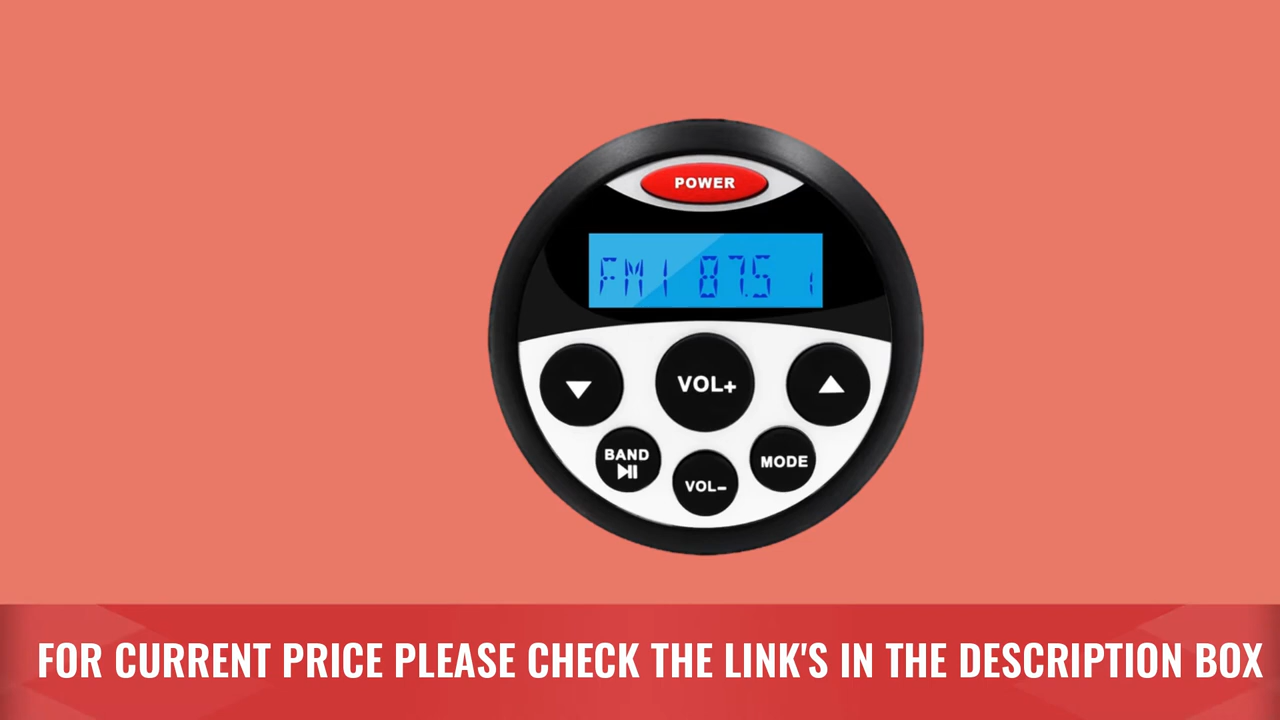 POWER
FM1 87.5 1
VOL+
BAND
MODE
VOL-
FOR CURRENT PRICE PLEASE CHECK THE LINK'S IN THE DESCRIPTION BOX